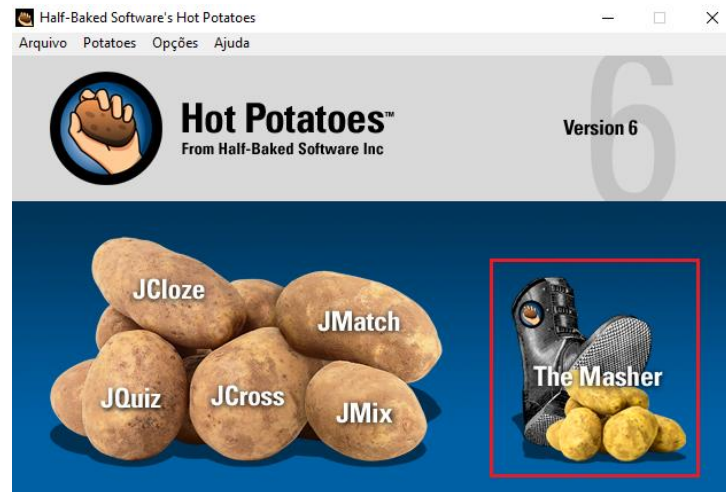 Half-Baked Software's Hot Potatoes
Arquivo Potatoes Opções Ajuda
Hot Potatoes™
From Half-Baked Software Inc
6
Version 6
JCloze
JMatch
The Masher
JQuiz
JCross
JMix